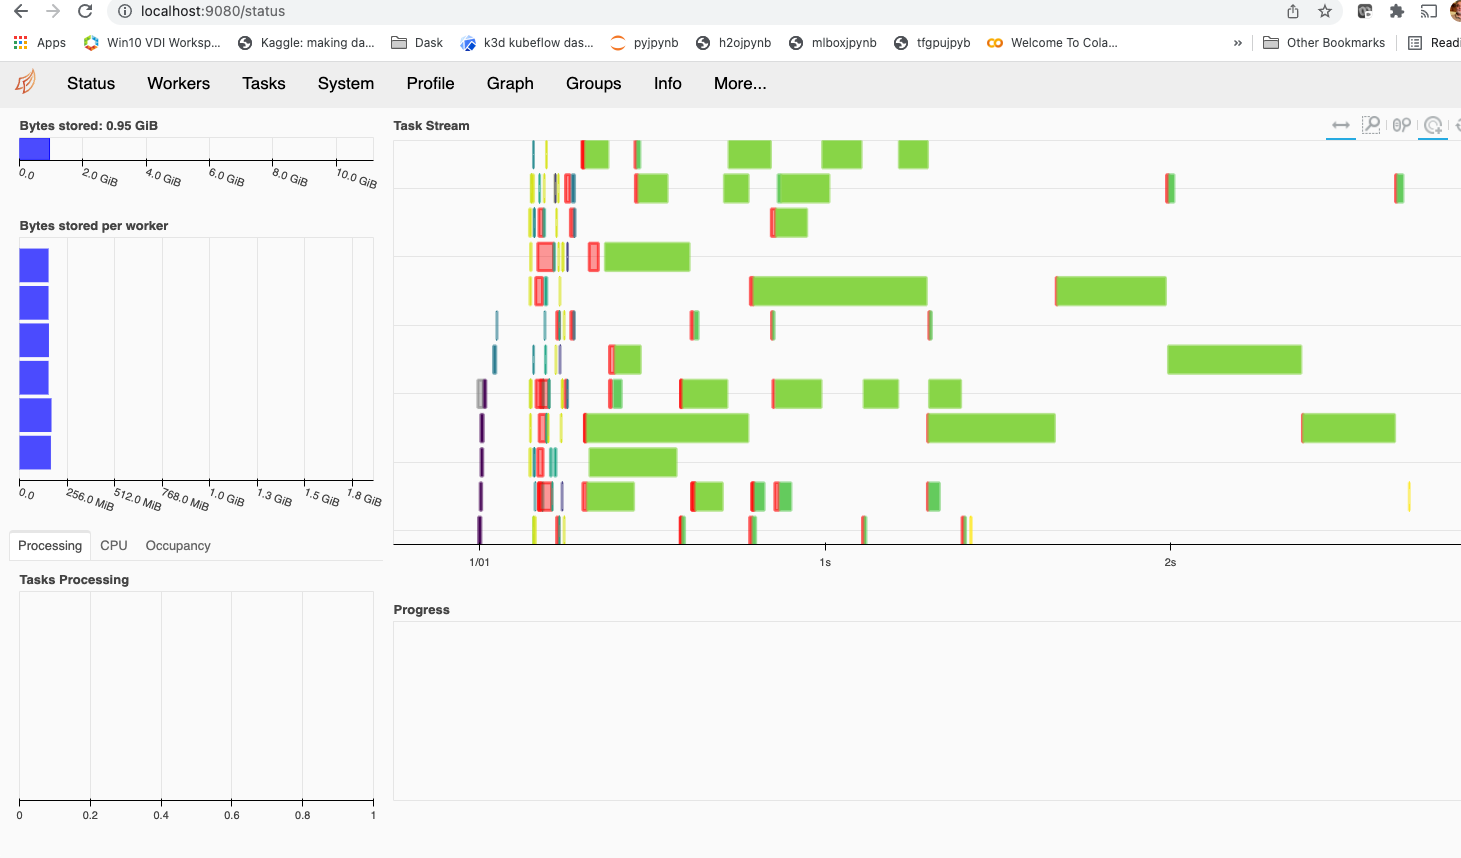 localhost:9080/status
Apps Win10 VDI Worksp... Kaggle: making da... Dask k3d kubeflow das... pyjpynb h2ojpynb mlboxjpynb tfgpujpyb Welcome To Cola... » Other Bookmarks Readi
Status Workers Tasks System Profile Graph Groups Info More...
Bytes stored: 0.95 GiB
0.0 2.0 GiB 4.0 GiB 6.0 GiB 8.0 GiB 10.0 GiB
Bytes stored per worker
0.0 256.0 MiB 512.0 MiB 768.0 MiB 1.0 GiB 1.3 GiB 1.5 GiB 1.8 GiB
Processing CPU Occupancy
Tasks Processing
0 0.2 0.4 0.6 0.8 1
Task Stream
1/01 1s 2s
Progress